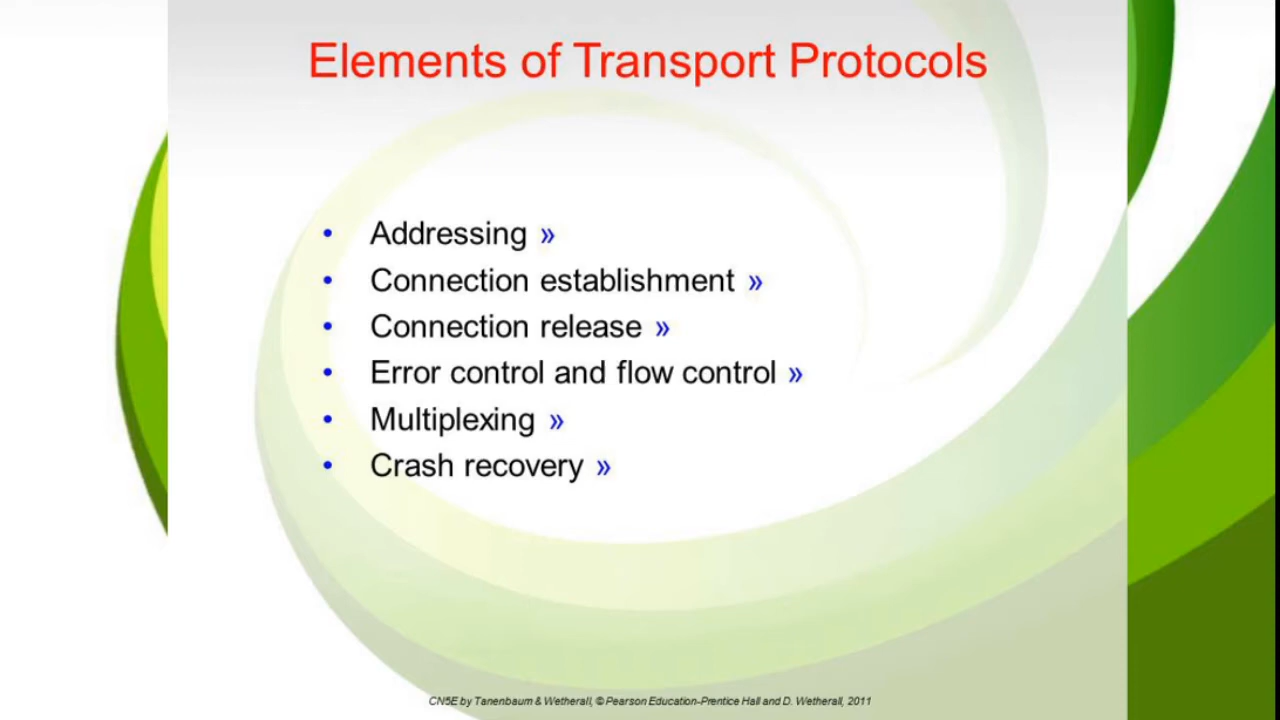 Elements of Transport Protocols
• Addressing »
• Connection establishment »
• Connection release »
• Error control and flow control »
• Multiplexing »
• Crash recovery »
CN5E by Tanenbaum & Wetherall, © Pearson Education-Prentice Hall and D. Wetherall, 2011